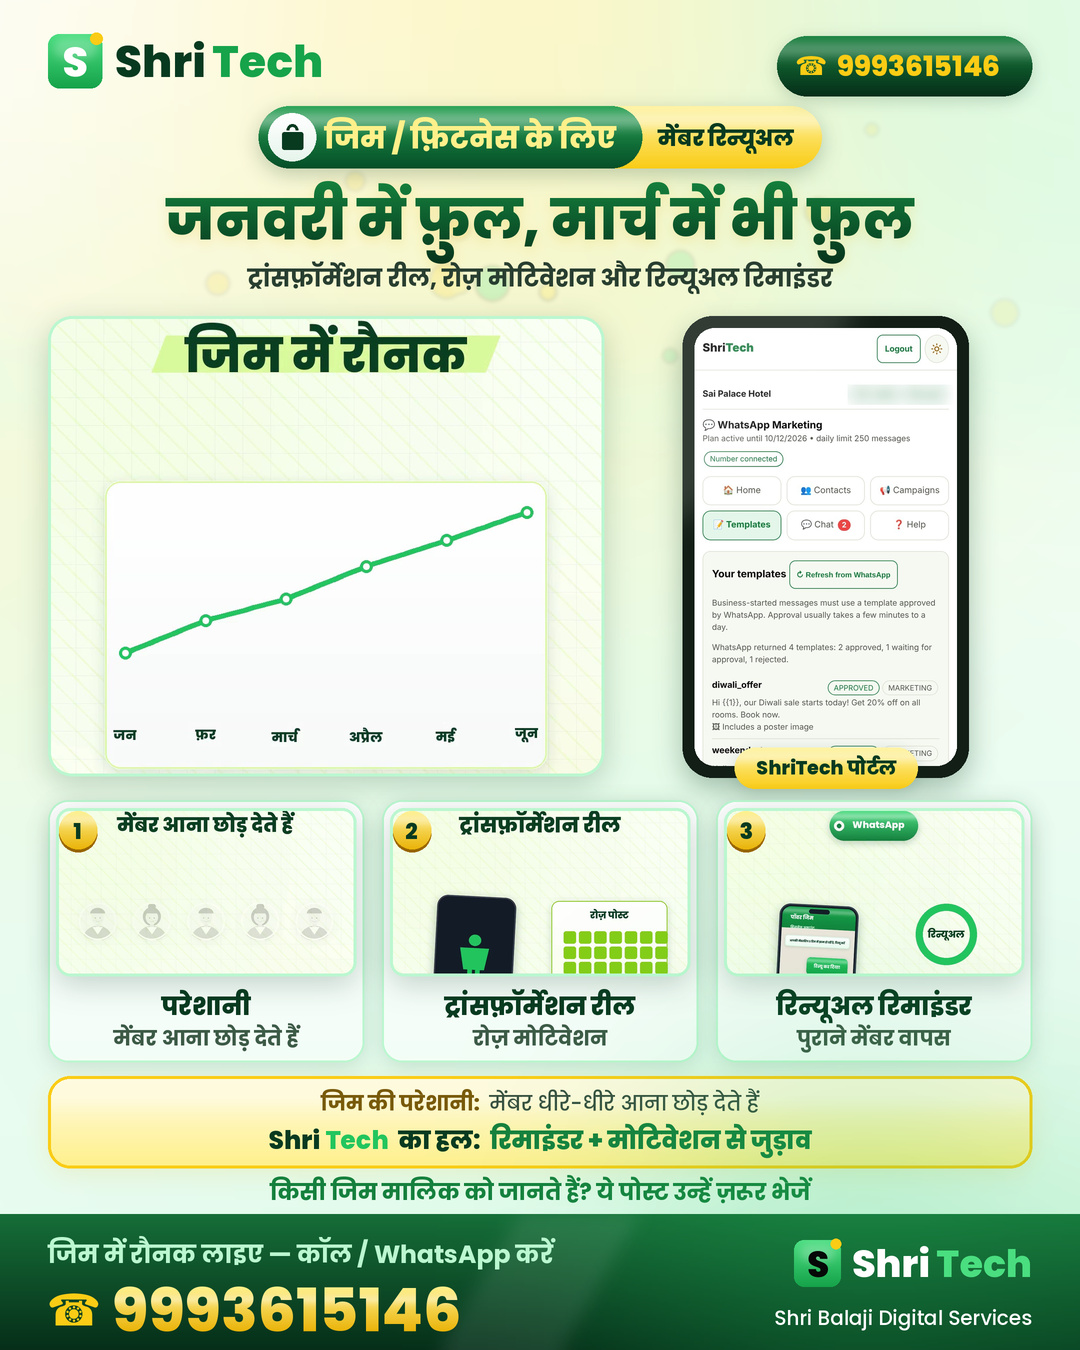 S Shri Tech
☎ 9993615146
जिम / फ़िटनेस के लिए
मेंबर रिन्यूअल
जनवरी में फ़ुल, मार्च में भी फ़ुल
ट्रांसफ़ॉर्मेशन रील, रोज़ मोटिवेशन और रिन्यूअल रिमाइंडर
जिम में रौनक
जन फ़र मार्च अप्रैल मई जून
ShriTech
Logout
Sai Palace Hotel
WhatsApp Marketing
Plan active until 10/12/2026 • daily limit 250 messages
Number connected
Home
Contacts
Campaigns
Templates
Chat 2
Help
Your templates
Refresh from WhatsApp
Business-started messages must use a template approved
by WhatsApp. Approval usually takes a few minutes to a
day.
WhatsApp returned 4 templates: 2 approved, 1 waiting for
approval, 1 rejected.
diwali_offer
APPROVED
MARKETING
Hi {{1}}, our Diwali sale starts today! Get 20% off on all
rooms. Book now.
Includes a poster image
ShriTech पोर्टल
1
मेंबर आना छोड़ देते हैं
परेशानी
मेंबर आना छोड़ देते हैं
2
ट्रांसफ़ॉर्मेशन रील
रोज़ पोस्ट
ट्रांसफ़ॉर्मेशन रील
रोज़ मोटिवेशन
3
WhatsApp
पॉवर जिम
रिन्यूअल
रिन्यूअल रिमाइंडर
पुराने मेंबर वापस
जिम की परेशानी: मेंबर धीरे-धीरे आना छोड़ देते हैं
Shri Tech का हल: रिमाइंडर + मोटिवेशन से जुड़ाव
किसी जिम मालिक को जानते हैं? ये पोस्ट उन्हें ज़रूर भेजें
जिम में रौनक लाइए — कॉल / WhatsApp करें
☎ 9993615146
S Shri Tech
Shri Balaji Digital Services